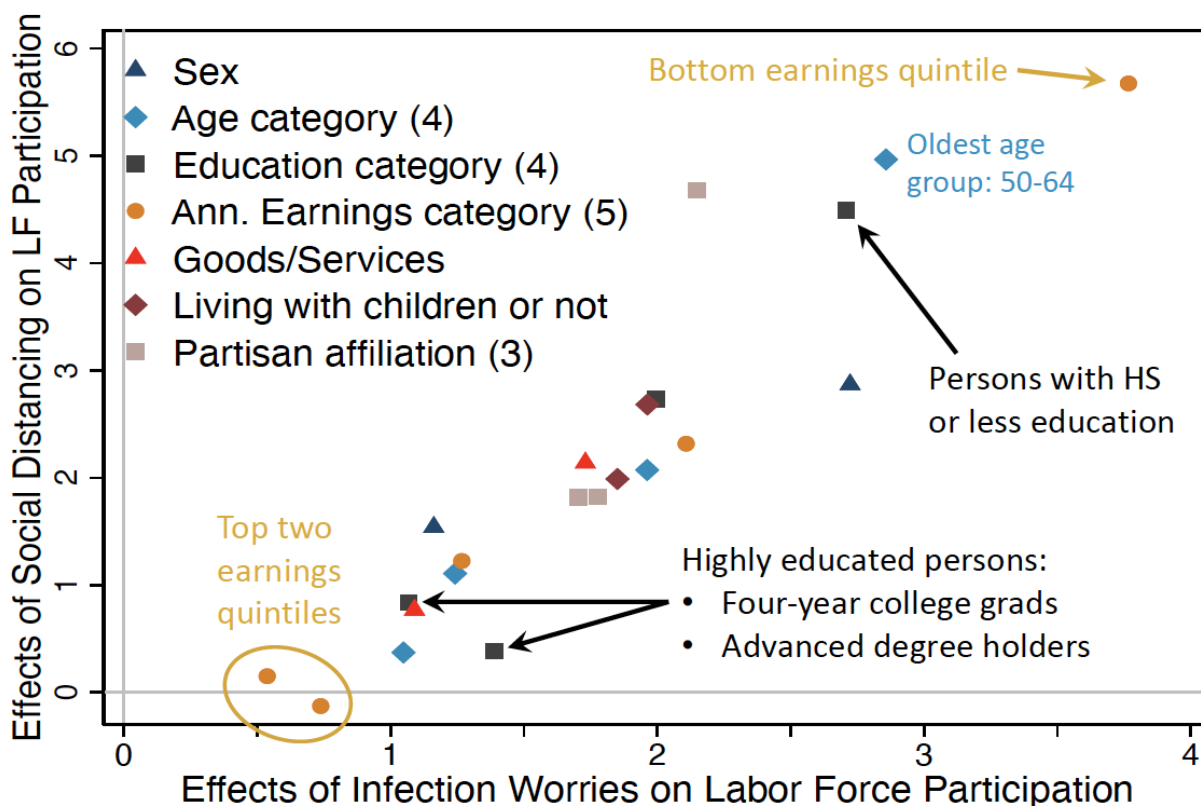 Effects of Social Distancing on LF Participation
6
5
4
3
2
1
0
Sex
Age category (4)
Education category (4)
Ann. Earnings category (5)
Goods/Services
Living with children or not
Partisan affiliation (3)
Bottom earnings quintile
Oldest age
group: 50-64
Persons with HS
or less education
Top two
earnings
quintiles
Highly educated persons:
• Four-year college grads
• Advanced degree holders
0 1 2 3 4
Effects of Infection Worries on Labor Force Participation